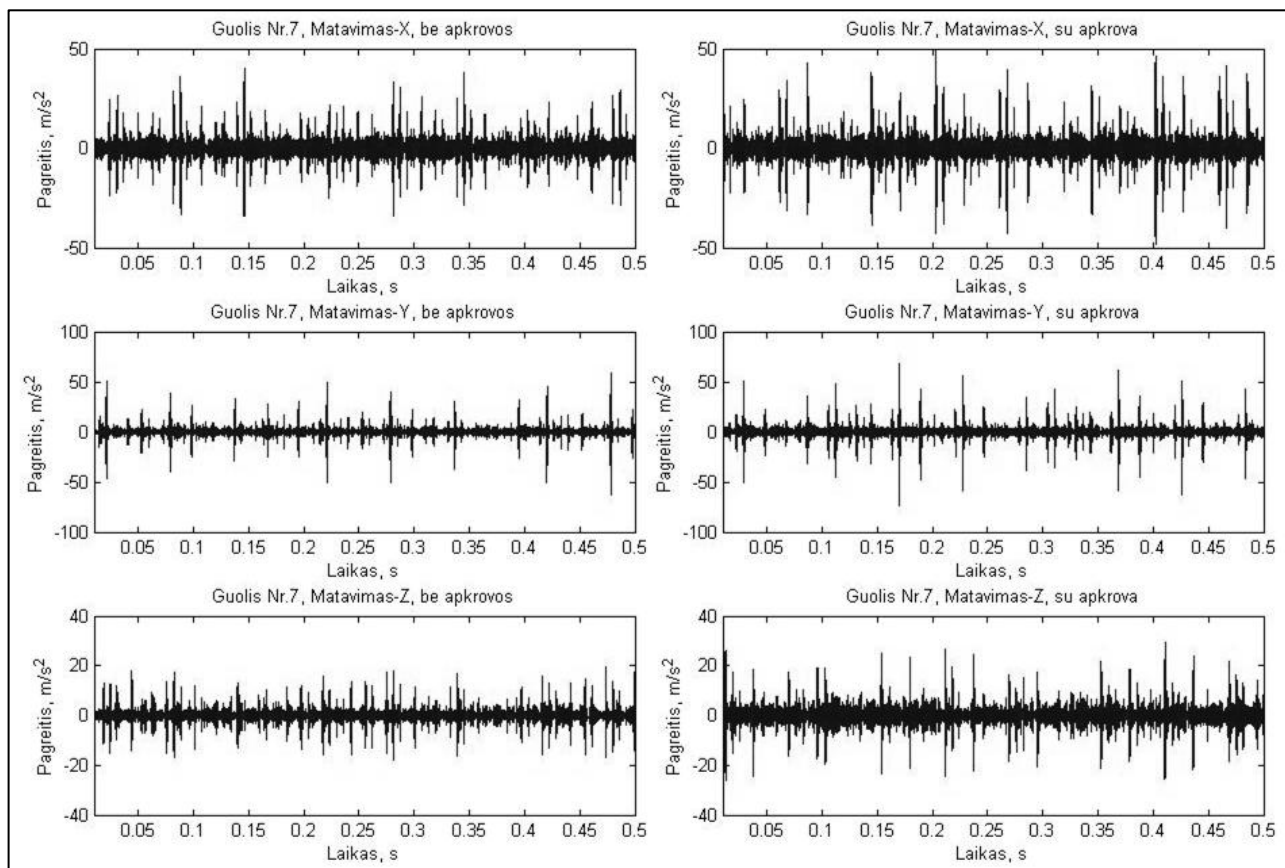 Guolis Nr.7, Matavimas-X, be apkrovos
50
0
-50
Pagreitis, m/s²
0.05 0.1 0.15 0.2 0.25 0.3 0.35 0.4 0.45 0.5
Laikas, s
Guolis Nr.7, Matavimas-X, su apkrova
50
0
-50
Pagreitis, m/s²
0.05 0.1 0.15 0.2 0.25 0.3 0.35 0.4 0.45 0.5
Laikas, s
Guolis Nr.7, Matavimas-Y, be apkrovos
100
50
0
-50
-100
Pagreitis, m/s²
0.05 0.1 0.15 0.2 0.25 0.3 0.35 0.4 0.45 0.5
Laikas, s
Guolis Nr.7, Matavimas-Y, su apkrova
100
50
0
-50
-100
Pagreitis, m/s²
0.05 0.1 0.15 0.2 0.25 0.3 0.35 0.4 0.45 0.5
Laikas, s
Guolis Nr.7, Matavimas-Z, be apkrovos
40
20
0
-20
-40
Pagreitis, m/s²
0.05 0.1 0.15 0.2 0.25 0.3 0.35 0.4 0.45 0.5
Laikas, s
Guolis Nr.7, Matavimas-Z, su apkrova
40
20
0
-20
-40
Pagreitis, m/s²
0.05 0.1 0.15 0.2 0.25 0.3 0.35 0.4 0.45 0.5
Laikas, s